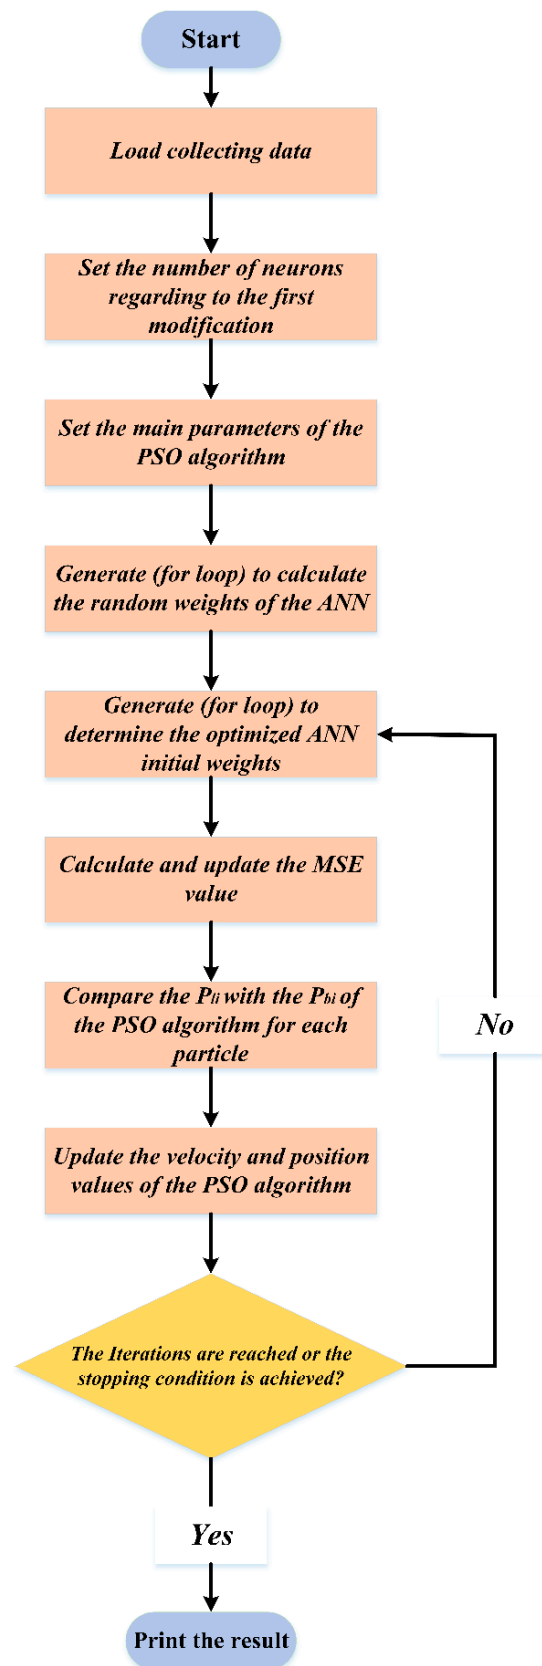 Start
Load collecting data
Set the number of neurons
regarding to the first
modification
Set the main parameters of the
PSO algorithm
Generate (for loop) to calculate
the random weights of the ANN
Generate (for loop) to
determine the optimized ANN
initial weights
Calculate and update the MSE
value
Compare the Pli with the Pbi of
the PSO algorithm for each
particle
No
Update the velocity and position
values of the PSO algorithm
The Iterations are reached or the
stopping condition is achieved?
Yes
Print the result